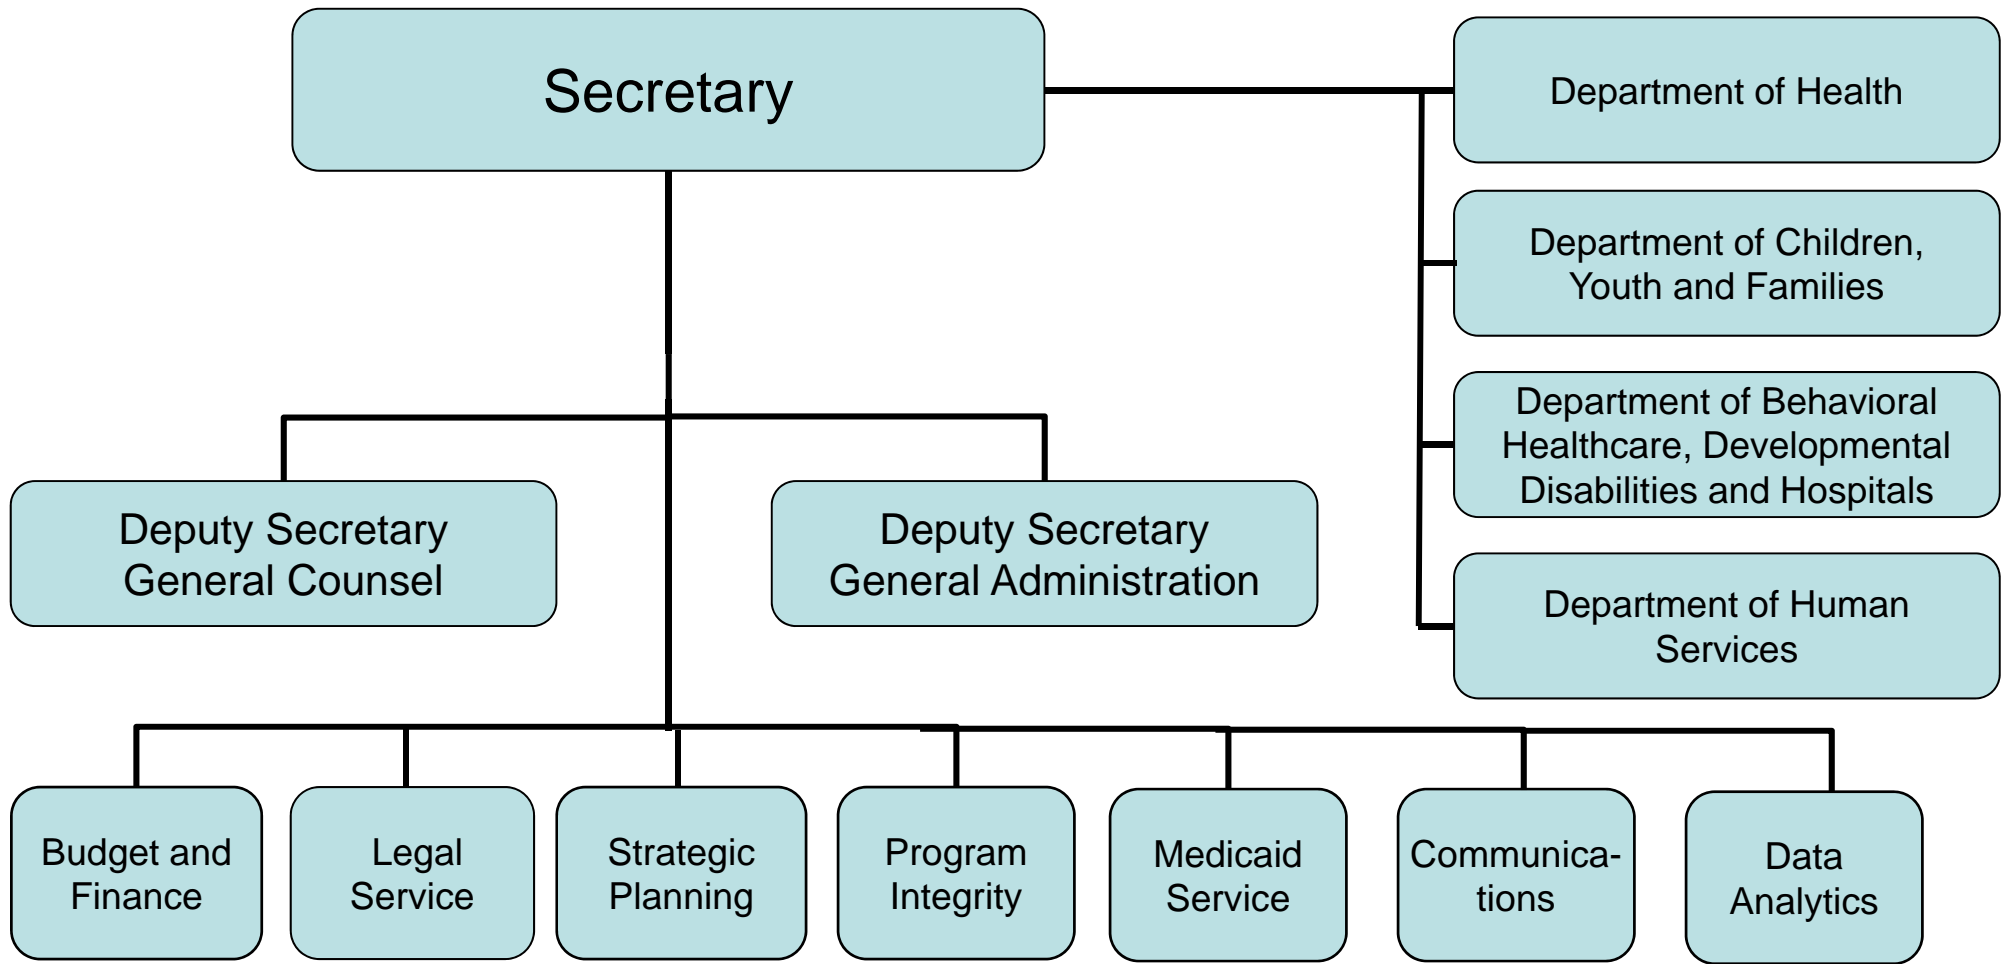 Secretary
Department of Health
Department of Children,
Youth and Families
Department of Behavioral
Healthcare, Developmental
Disabilities and Hospitals
Department of Human
Services
Deputy Secretary
General Counsel
Deputy Secretary
General Administration
Budget and
Finance
Legal
Service
Strategic
Planning
Program
Integrity
Medicaid
Service
Communica-
tions
Data
Analytics